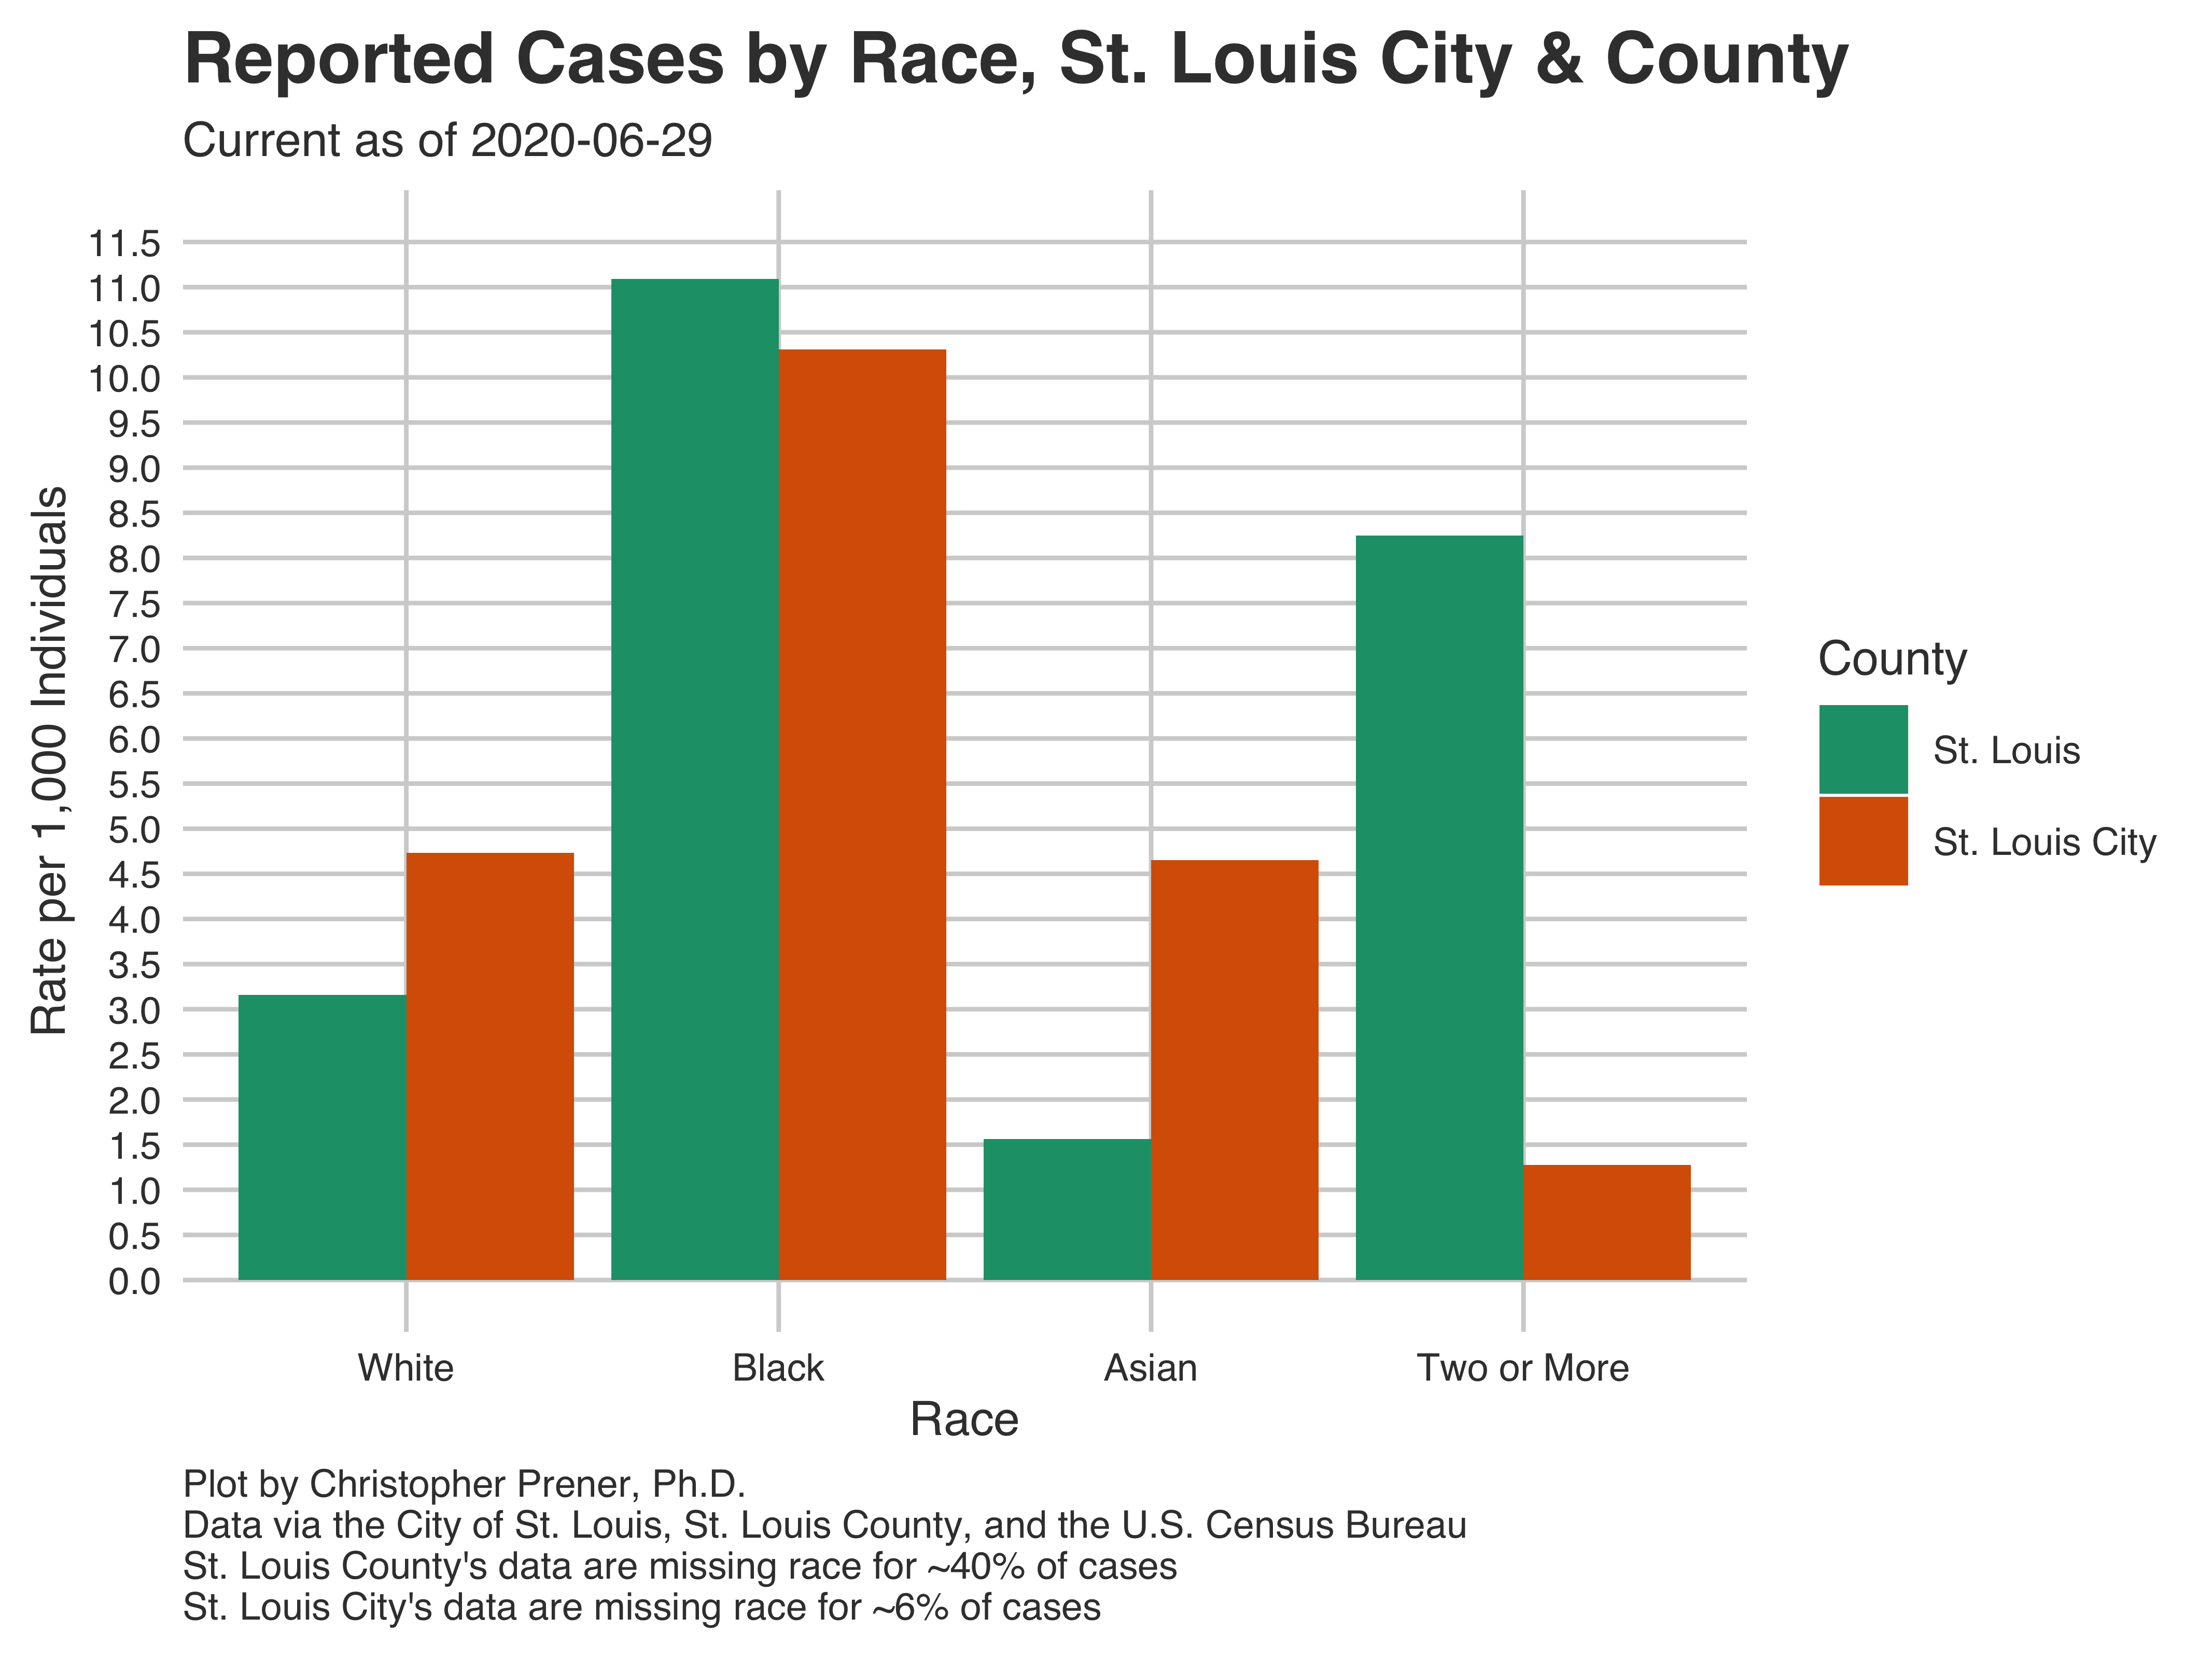 Reported Cases by Race, St. Louis City & County
Current as of 2020-06-29
Rate per 1,000 Individuals
11.5
11.0
10.5
10.0
9.5
9.0
8.5
8.0
7.5
7.0
6.5
6.0
5.5
5.0
4.5
4.0
3.5
3.0
2.5
2.0
1.5
1.0
0.5
0.0
White
Black
Asian
Two or More
Race
County
St. Louis
St. Louis City
Plot by Christopher Prener, Ph.D.
Data via the City of St. Louis, St. Louis County, and the U.S. Census Bureau
St. Louis County's data are missing race for ~40% of cases
St. Louis City's data are missing race for ~6% of cases